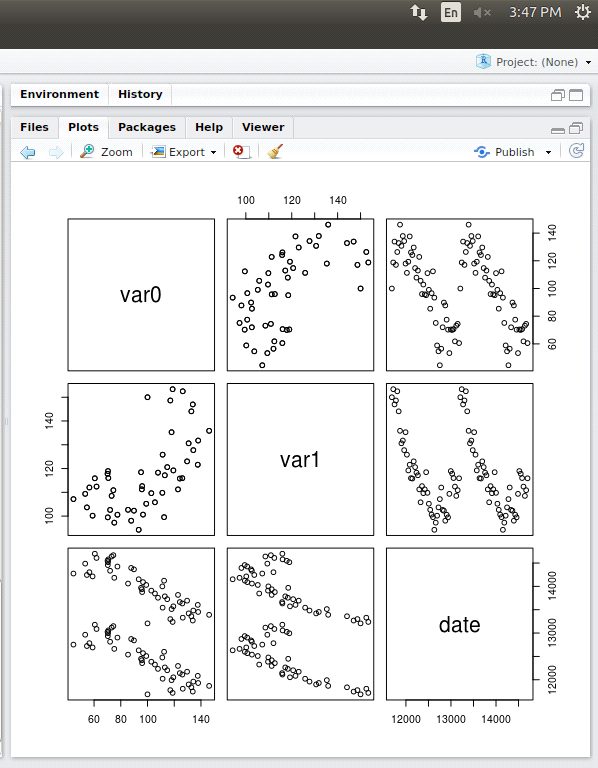 En 3:47 PM
Project: (None)
Environment History
Files Plots Packages Help Viewer
Zoom Export Publish
100 120 140
var0
60 80 100 120 140
100 120 140
var1
date
12000 13000 14000
60 80 100 120 140
12000 13000 14000